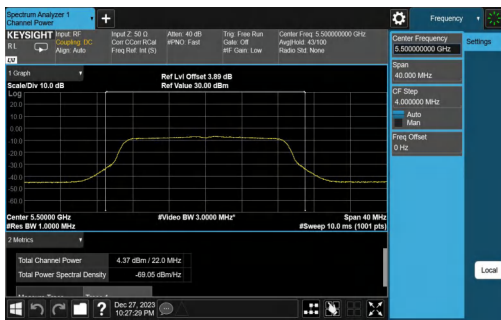 Spectrum Analyzer 1
Channel Power
Frequency
KEYSIGHT
Input: RF
Input Z: 50 Ω
Atten: 40 dB
Trig: Free Run
Center Freq: 5.500000000 GHz
RL
Coupling: DC
Corr CCorr RCal
#PNO: Fast
Gate: Off
Avg|Hold: 43/100
Align: Auto
Freq Ref: Int (S)
#IF Gain: Low
Radio Std: None
LVI
1 Graph
Ref Lvl Offset 3.89 dB
Scale/Div 10.0 dB
Ref Value 30.00 dBm
Log
20.0
10.0
0.00
-10.0
-20.0
-30.0
-40.0
-50.0
-60.0
Center 5.50000 GHz
#Video BW 3.0000 MHz*
Span 40 MHz
#Res BW 1.0000 MHz
#Sweep 10.0 ms (1001 pts)
2 Metrics
Total Channel Power
4.37 dBm / 22.0 MHz
Total Power Spectral Density
-69.05 dBm/Hz
?
Dec 27, 2023
10:27:29 PM
Center Frequency
5.500000000 GHz
Settings
Span
40.000 MHz
CF Step
4.000000 MHz
Auto
Man
Freq Offset
0 Hz
Local